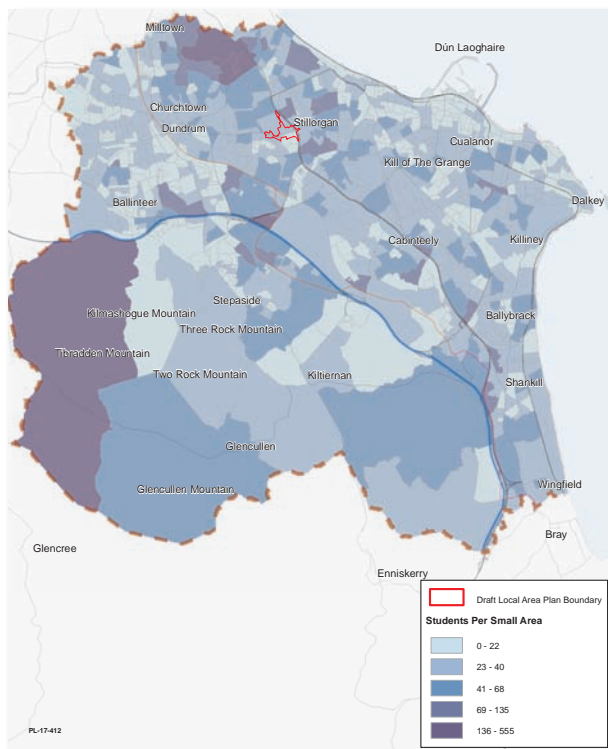 Milltown
Dún Laoghaire
Churchtown
Stillorgan
Dundrum
Cualanor
Kill of The Grange
Ballinteer
Dalkey
Cabinteely
Killiney
Stepaside
Kilmashogue Mountain
Ballybrack
Three Rock Mountain
Tibradden Mountain
Two Rock Mountain
Kiltiernan
Shankill
Glencullen
Glencullen Mountain
Wingfield
Bray
Glencree
Enniskerry
Draft Local Area Plan Boundary
Students Per Small Area
0 - 22
23 - 40
41 - 68
69 - 135
136 - 555
PL-17-412